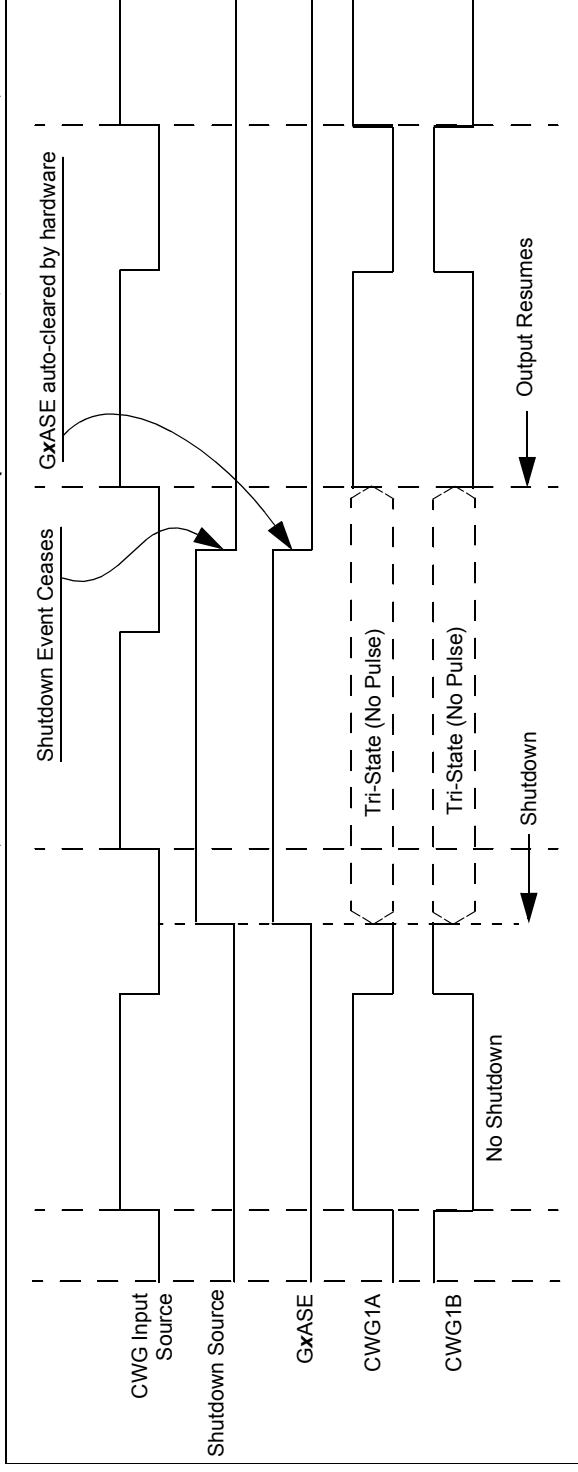 Shutdown Event Ceases
GxASE auto-cleared by hardware
CWG Input
Source
Shutdown Source
GxASE
CWG1A
Tri-State (No Pulse)
CWG1B
Tri-State (No Pulse)
No Shutdown
Shutdown
Output Resumes